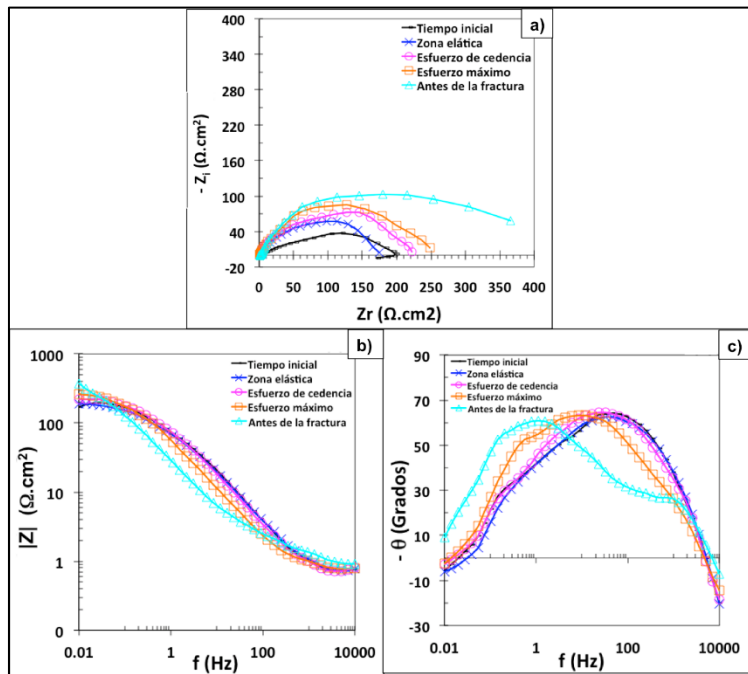 a)
400
340
280
220
160
100
40
-20
- Zi (Ω.cm²)
Tiempo inicial
Zona elática
Esfuerzo de cedencia
Esfuerzo máximo
Antes de la fractura
0 50 100 150 200 250 300 350 400
Zr (Ω.cm2)
b)
1000
100
10
1
0
|Z| (Ω.cm²)
Tiempo inicial
Zona elástica
Esfuerzo de cedencia
Esfuerzo máximo
Antes de la fractura
0.01 1 100 10000
f (Hz)
c)
90
70
50
30
10
-10
-30
- θ (Grados)
Tiempo inicial
Zona elástica
Esfuerzo de cedencia
Esfuerzo máximo
Antes de la fractura
0.01 1 100 10000
f (Hz)